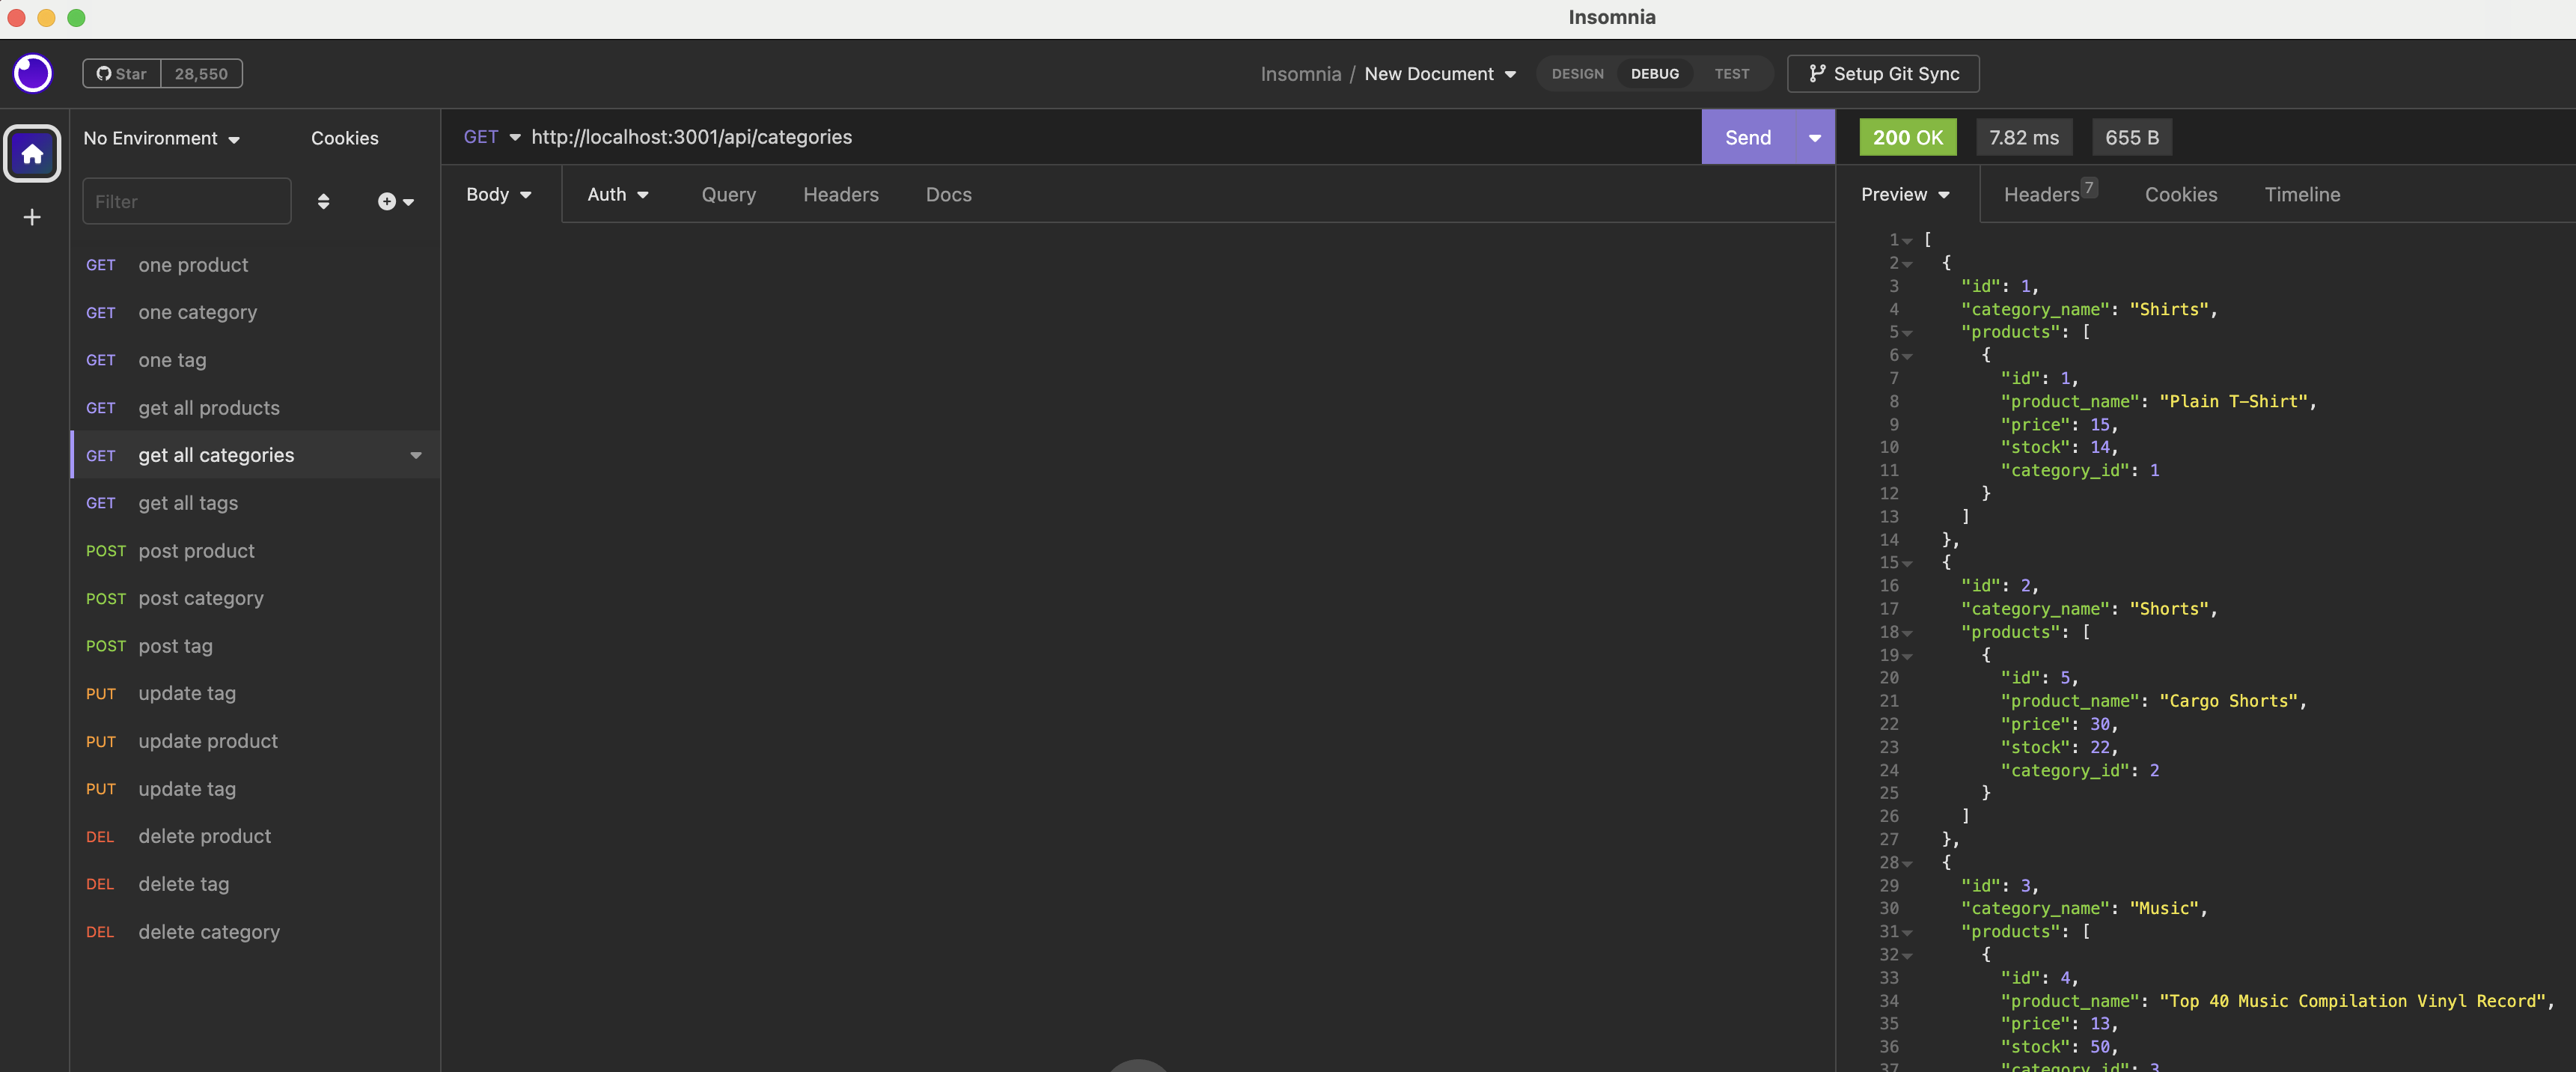 Insomnia
Star 28,550
Insomnia / New Document
DESIGN DEBUG TEST
Setup Git Sync
No Environment
Cookies
Filter
GET one product
GET one category
GET one tag
GET get all products
GET get all categories
GET get all tags
POST post product
POST post category
POST post tag
PUT update tag
PUT update product
PUT update tag
DEL delete product
DEL delete tag
DEL delete category
GET http://localhost:3001/api/categories
Send
Body Auth Query Headers Docs
200 OK 7.82 ms 655 B
Preview Headers 7 Cookies Timeline
1 [
2 {
3 "id": 1,
4 "category_name": "Shirts",
5 "products": [
6 {
7 "id": 1,
8 "product_name": "Plain T-Shirt",
9 "price": 15,
10 "stock": 14,
11 "category_id": 1
12 }
13 ]
14 },
15 {
16 "id": 2,
17 "category_name": "Shorts",
18 "products": [
19 {
20 "id": 5,
21 "product_name": "Cargo Shorts",
22 "price": 30,
23 "stock": 22,
24 "category_id": 2
25 }
26 ]
27 },
28 {
29 "id": 3,
30 "category_name": "Music",
31 "products": [
32 {
33 "id": 4,
34 "product_name": "Top 40 Music Compilation Vinyl Record",
35 "price": 13,
36 "stock": 50,
37 "category_id": 3